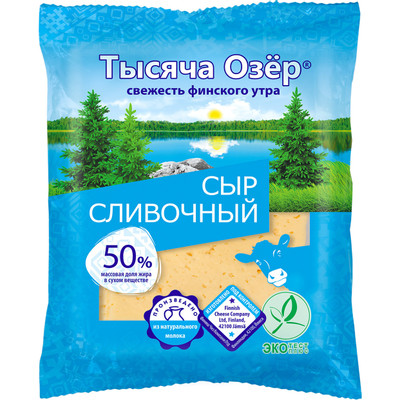 Тысяча Озёр®
свежесть финского утра
СЫР
СЛИВОЧНЫЙ
50%
массовая доля жира
в сухом веществе
ПРОИЗВЕДЕНО
из натурального
молока
Finnish
Cheese Company
Ltd, Finland,
42100 Jämsä
ЭКО ТЕСТ